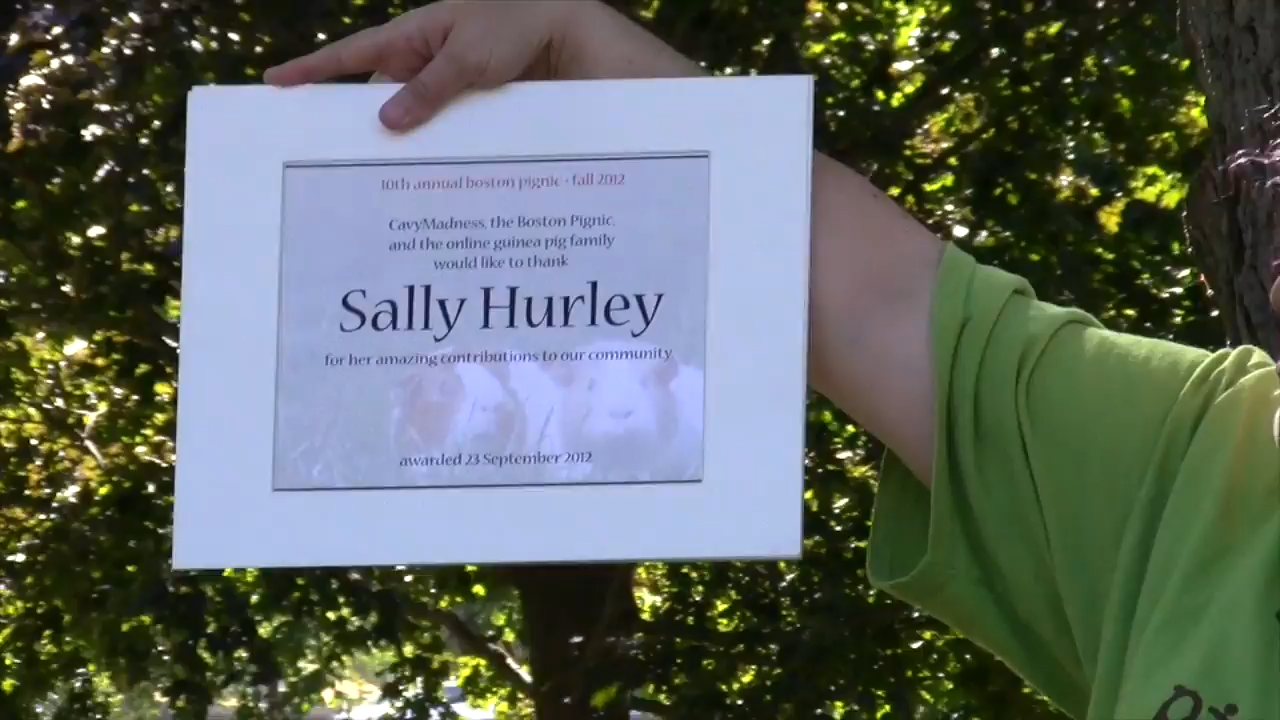 10th annual boston pignic · fall 2012
CavyMadness, the Boston Pignic,
and the online guinea pig family
would like to thank
Sally Hurley
for her amazing contributions to our community
awarded 23 September 2012